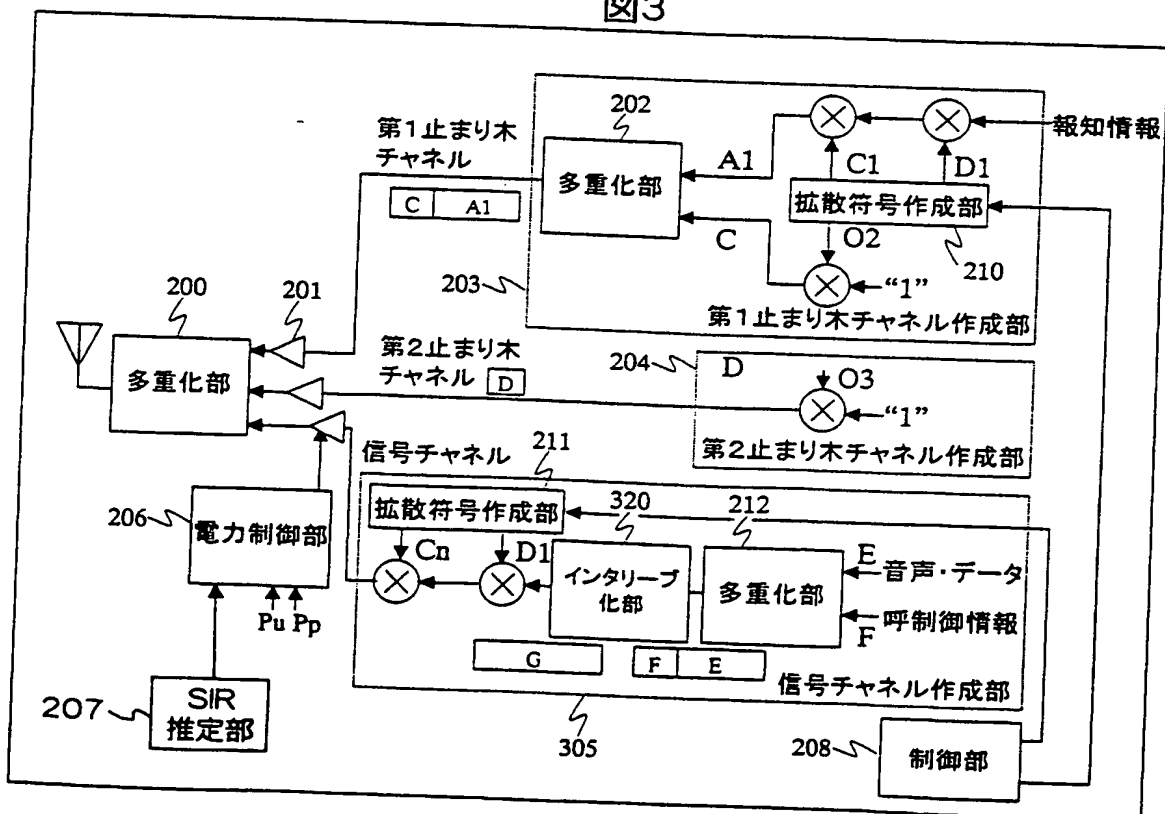 図3
202
第1止まり木
チャネル
多重化部
A1
C
C1
D1
報知情報
拡散符号作成部
O2
210
"1"
203
第1止まり木チャネル作成部
C A1
200
201
多重化部
第2止まり木
チャネル
D
204
D
O3
"1"
第2止まり木チャネル作成部
信号チャネル
211
拡散符号作成部
320
212
Cn
D1
インタリーブ
化部
多重化部
E
音声・データ
F
呼制御情報
G
F E
信号チャネル作成部
305
206
電力制御部
Pu Pp
207
SIR
推定部
208
制御部